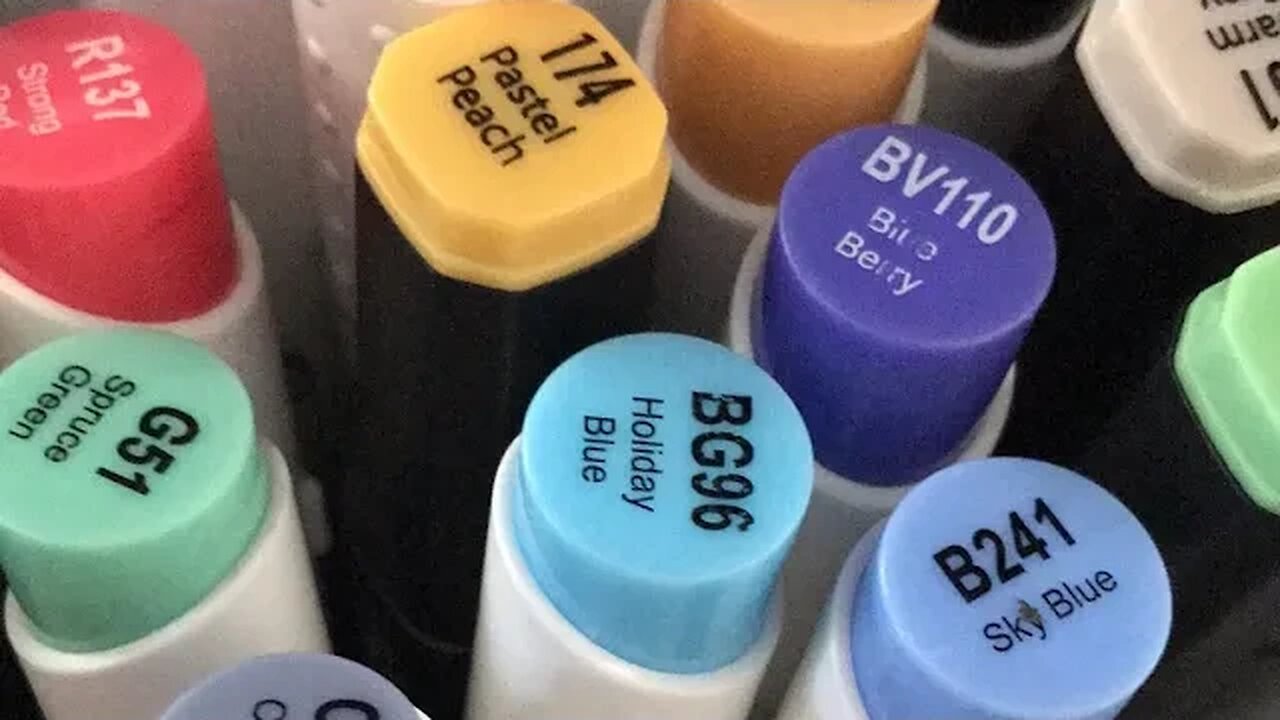 R137
Strong
174
Pastel
Peach
BV110
Berry
G51
Spruce
Green
BG96
Holiday
Blue
B241
Sky Blue